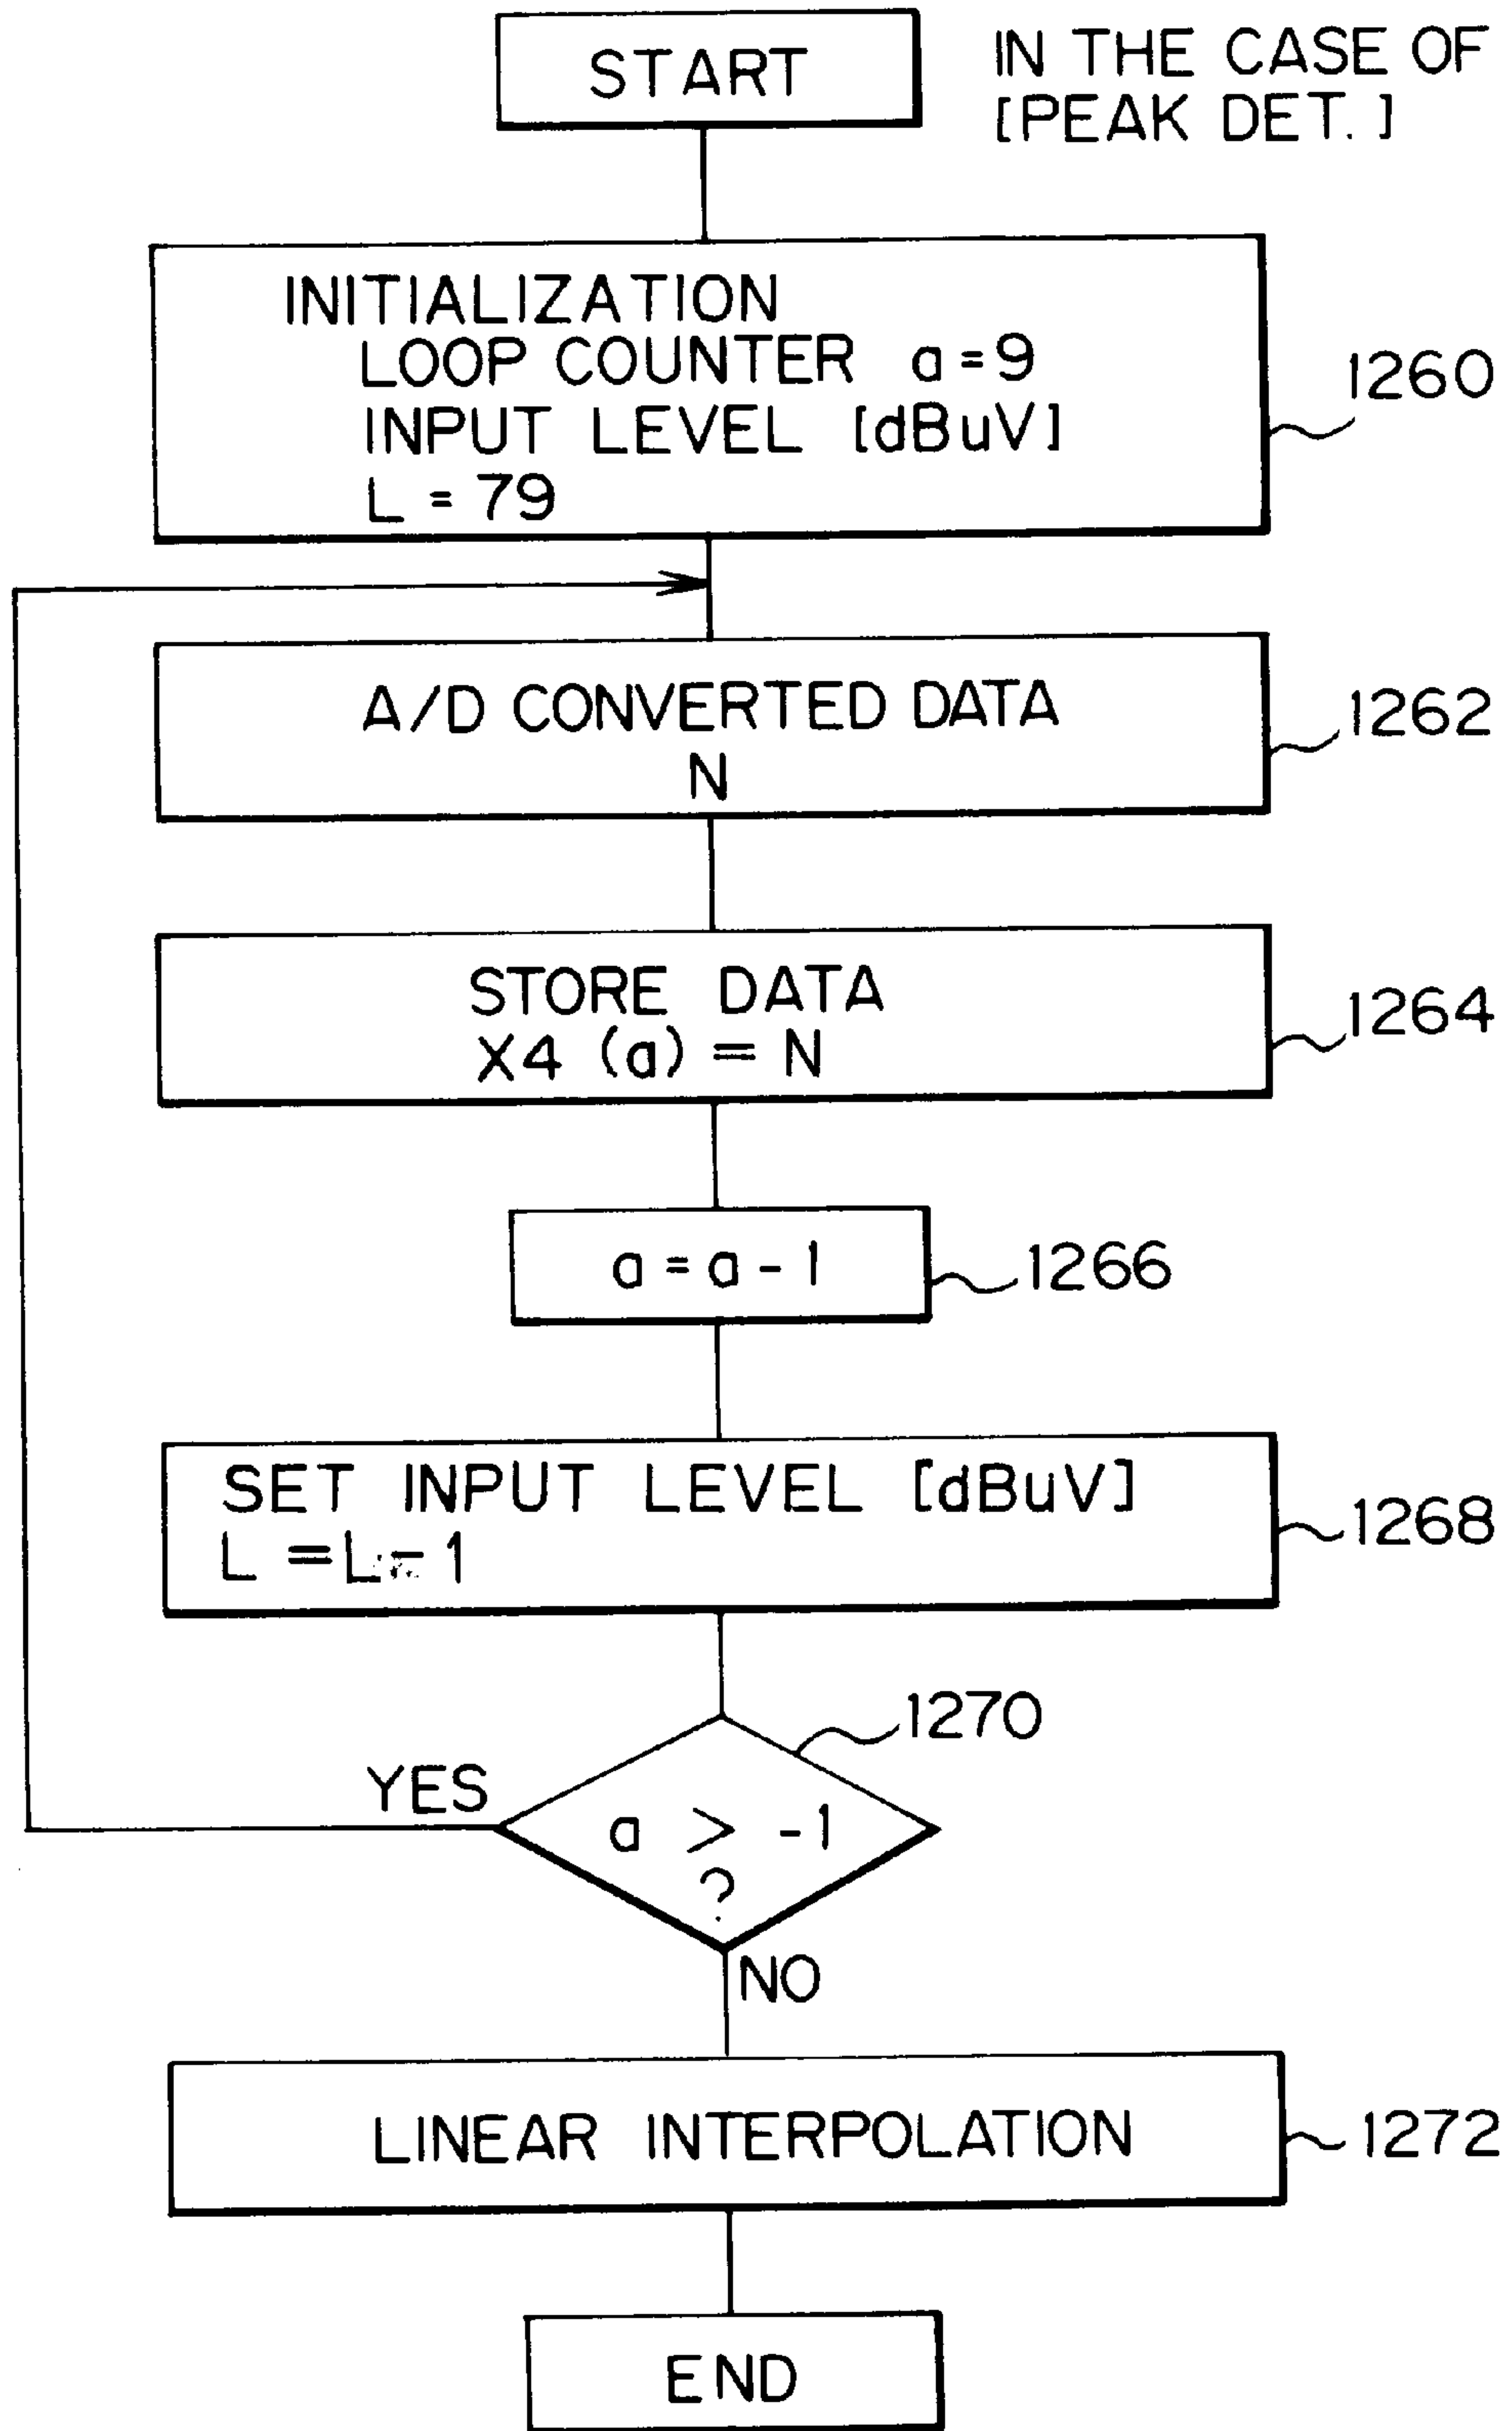 START
IN THE CASE OF
[PEAK DET. ]
INITIALIZATION
LOOP COUNTER a = 9
INPUT LEVEL [dBuV]
L = 79
1260
A/D CONVERTED DATA
N
1262
STORE DATA
X4 (a) = N
1264
a = a - 1
1266
SET INPUT LEVEL [dBuV]
L = L - 1
1268
1270
YES
a > -1
?
NO
LINEAR INTERPOLATION
1272
END